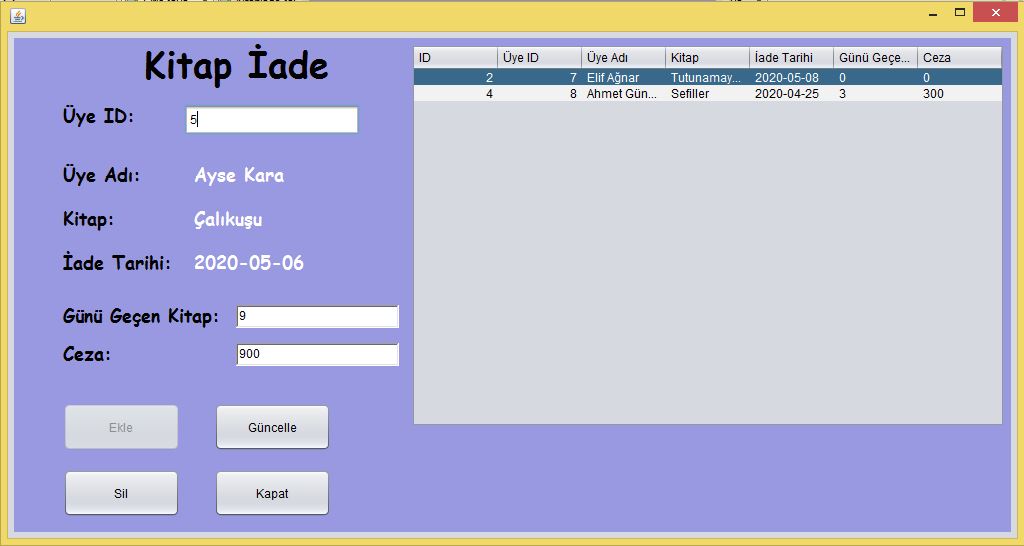 Kitap İade
Üye ID: 5
Üye Adı: Ayse Kara
Kitap: Çalıkuşu
İade Tarihi: 2020-05-06
Günü Geçen Kitap: 9
Ceza: 900
Ekle Güncelle
Sil Kapat
ID Üye ID Üye Adı Kitap İade Tarihi Günü Geçe... Ceza
2 7 Elif Ağnar Tutunamay... 2020-05-08 0 0
4 8 Ahmet Gün... Sefiller 2020-04-25 3 300